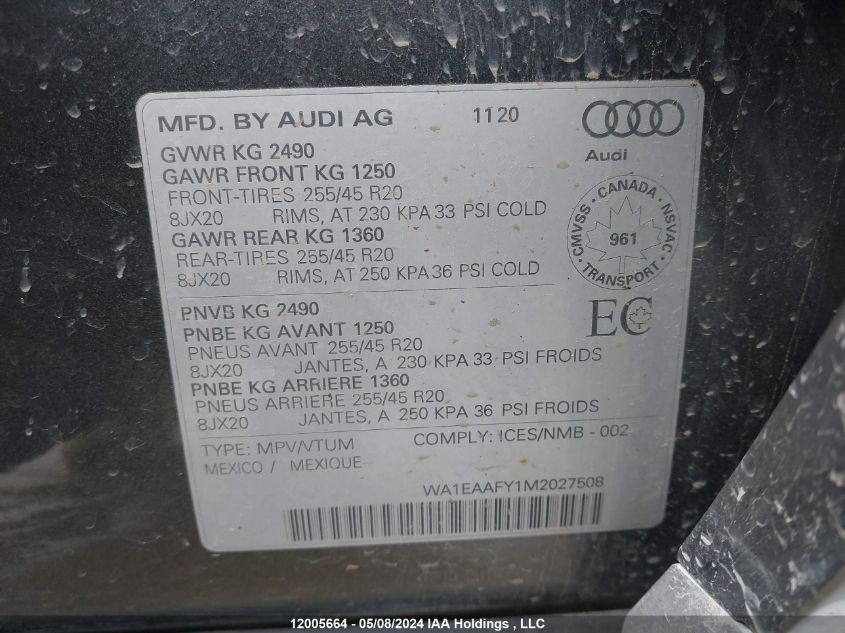 MFD. BY AUDI AG 1120
Audi
GVWR KG 2490
GAWR FRONT KG 1250
FRONT-TIRES 255/45 R20
8JX20 RIMS, AT 230 KPA 33 PSI COLD
GAWR REAR KG 1360
REAR-TIRES 255/45 R20
8JX20 RIMS, AT 250 KPA 36 PSI COLD
CMVSS - CANADA - NSVAC
961
TRANSPORT
PNVB KG 2490
PNBE KG AVANT 1250
PNEUS AVANT 255/45 R20
8JX20 JANTES, A 230 KPA 33 PSI FROIDS
PNBE KG ARRIERE 1360
PNEUS ARRIERE 255/45 R20
8JX20 JANTES, A 250 KPA 36 PSI FROIDS
EC
TYPE: MPV/VTUM COMPLY: ICES/NMB - 002
MEXICO / MEXIQUE
WA1EAAFY1M2027508
12005664 - 05/08/2024 IAA Holdings , LLC